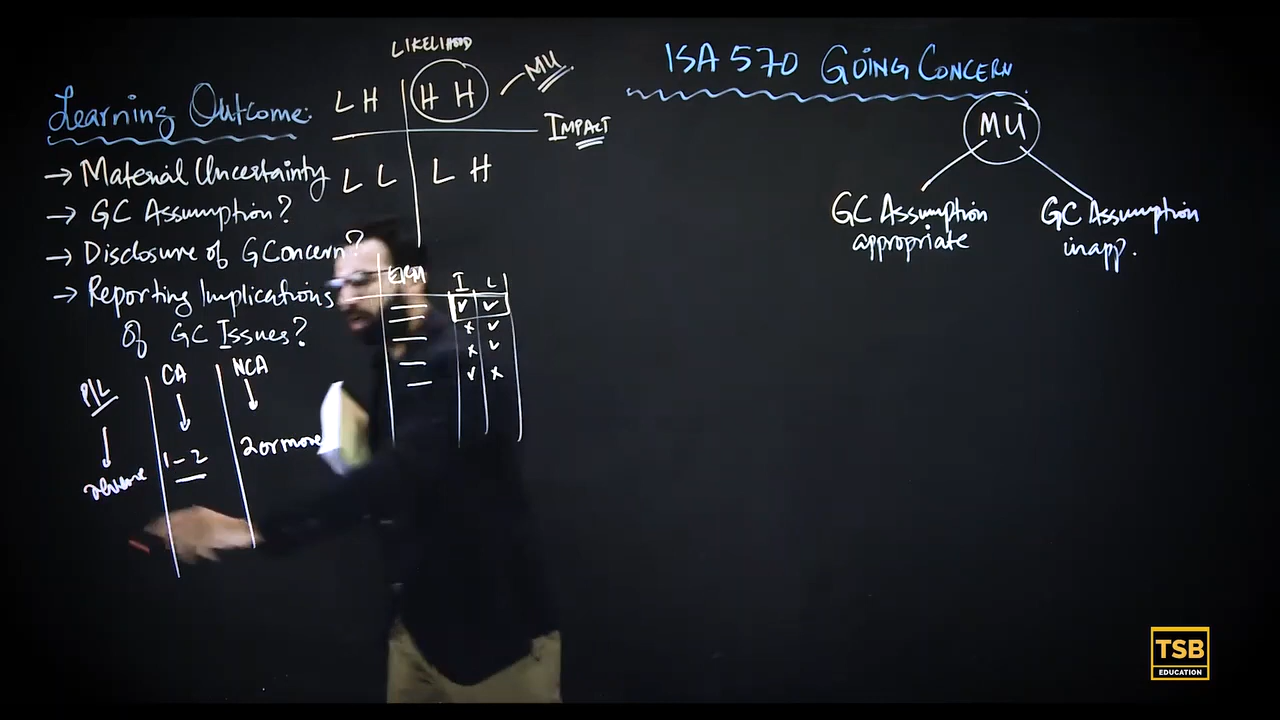 LIKELIHOOD
ISA 570 GOING CONCERN
Learning Outcome:
L H
H H
MU
IMPACT
MU
→ Material Uncertainty
L L
L H
→ GC Assumption?
GC Assumption
appropriate
GC Assumption
inapp.
→ Disclosure of GConcern?
→ Reporting Implications
of GC Issues?
I L
✓ ✓
x ✓
x ✓
✓ x
P/L
CA
NCA
1-2
2 or more
TSB
EDUCATION